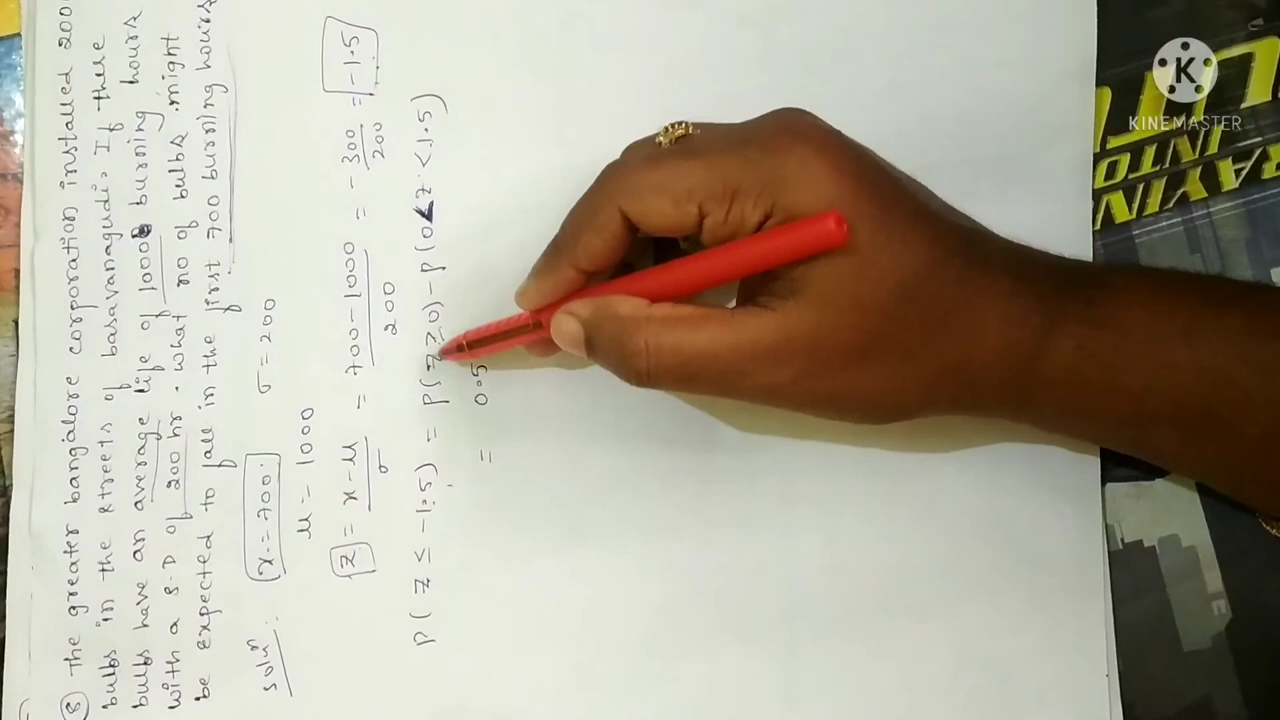 8 The greater bangalore corporation installed 200
bulbs in the streets of basavanagudi. If these
bulbs have an average life of 1000 burning hours
with a S.D of 200 hr. what no of bulbs might
be expected to fall in the first 700 burning hours
soln: x = 700. σ = 200
μ = 1000
z = x-μ/σ = 700-1000/200 = -300/200 = -1.5
P(z ≤ -1.5) = P(z ≥ 0) - P(0<z<1.5)
= 0.5
KINEMASTER
INTO